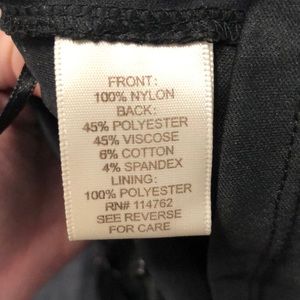 FRONT:
100% NYLON
BACK:
45% POLYESTER
45% VISCOSE
6% COTTON
4% SPANDEX
LINING:
100% POLYESTER
RN# 114762
SEE REVERSE
FOR CARE